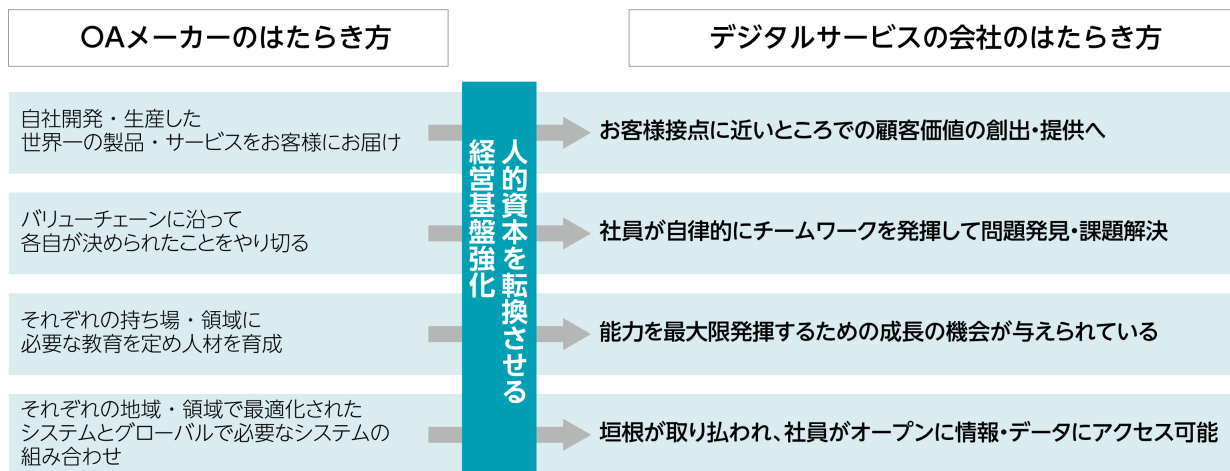 OAメーカーのはたらき方
デジタルサービスの会社のはたらき方
自社開発・生産した
世界一の製品・サービスをお客様にお届け
お客様接点に近いところでの顧客価値の創出・提供へ
バリューチェーンに沿って
各自が決められたことをやり切る
社員が自律的にチームワークを発揮して問題発見・課題解決
それぞれの持ち場・領域に
必要な教育を定め人材を育成
能力を最大限発揮するための成長の機会が与えられている
それぞれの地域・領域で最適化された
システムとグローバルで必要なシステムの
組み合わせ
垣根が取り払われ、社員がオープンに情報・データにアクセス可能
人的資本を転換させる
経営基盤強化